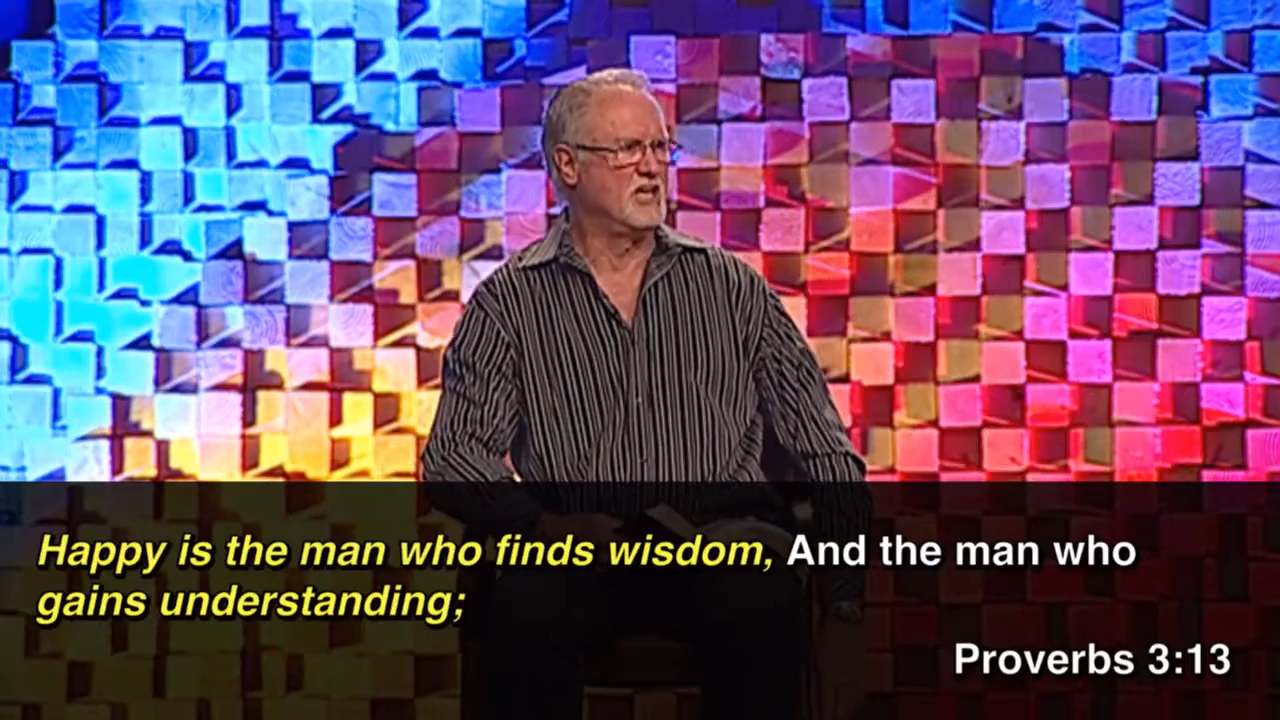 Happy is the man who finds wisdom, And the man who
gains understanding;
Proverbs 3:13